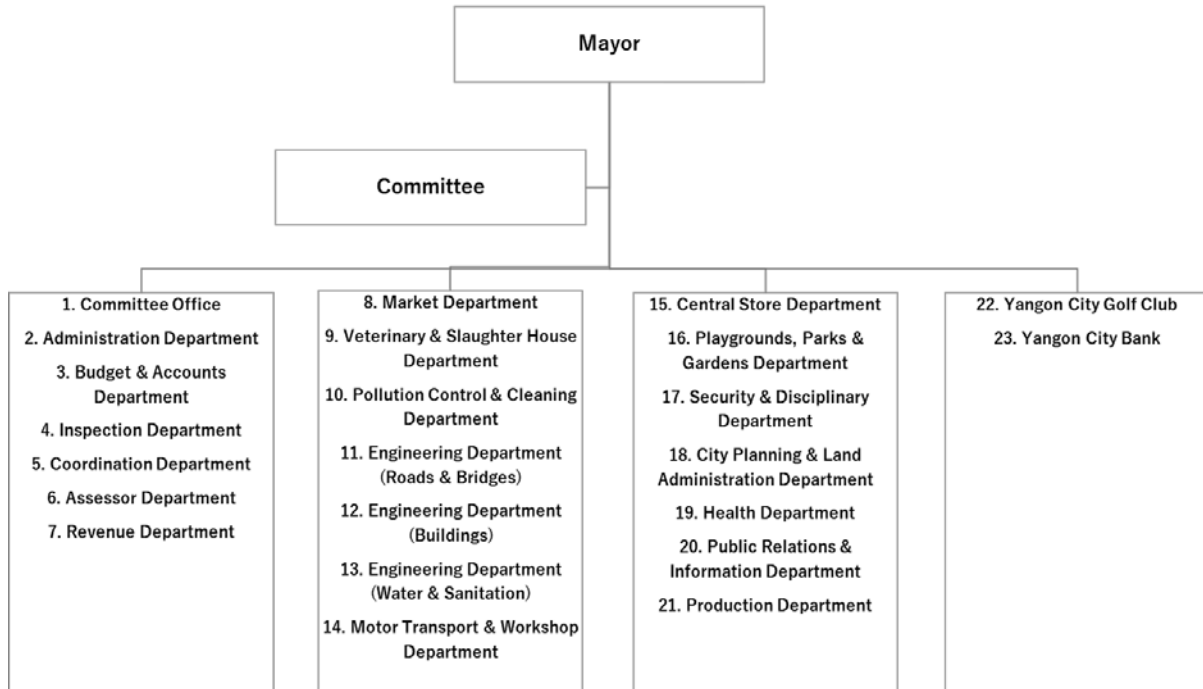 Mayor
Committee
1. Committee Office
2. Administration Department
3. Budget & Accounts
Department
4. Inspection Department
5. Coordination Department
6. Assessor Department
7. Revenue Department
8. Market Department
9. Veterinary & Slaughter House
Department
10. Pollution Control & Cleaning
Department
11. Engineering Department
(Roads & Bridges)
12. Engineering Department
(Buildings)
13. Engineering Department
(Water & Sanitation)
14. Motor Transport & Workshop
Department
15. Central Store Department
16. Playgrounds, Parks &
Gardens Department
17. Security & Disciplinary
Department
18. City Planning & Land
Administration Department
19. Health Department
20. Public Relations &
Information Department
21. Production Department
22. Yangon City Golf Club
23. Yangon City Bank